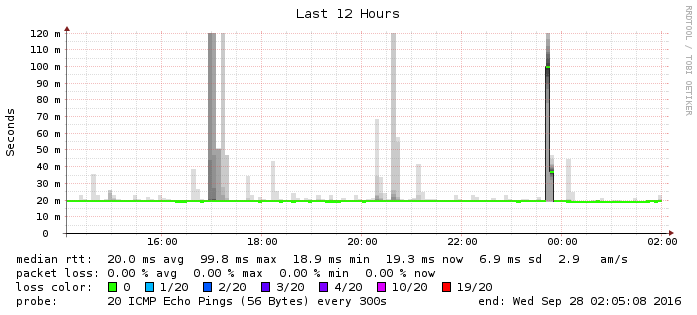 Last 12 Hours
RRDTOOL / TOBI OETIKER
Seconds
120 m
110 m
100 m
90 m
80 m
70 m
60 m
50 m
40 m
30 m
20 m
10 m
0
16:00 18:00 20:00 22:00 00:00 02:00
median rtt: 20.0 ms avg 99.8 ms max 18.9 ms min 19.3 ms now 6.9 ms sd 2.9 am/s
packet loss: 0.00 % avg 0.00 % max 0.00 % min 0.00 % now
loss color: 0 1/20 2/20 3/20 4/20 10/20 19/20
probe: 20 ICMP Echo Pings (56 Bytes) every 300s end: Wed Sep 28 02:05:08 2016